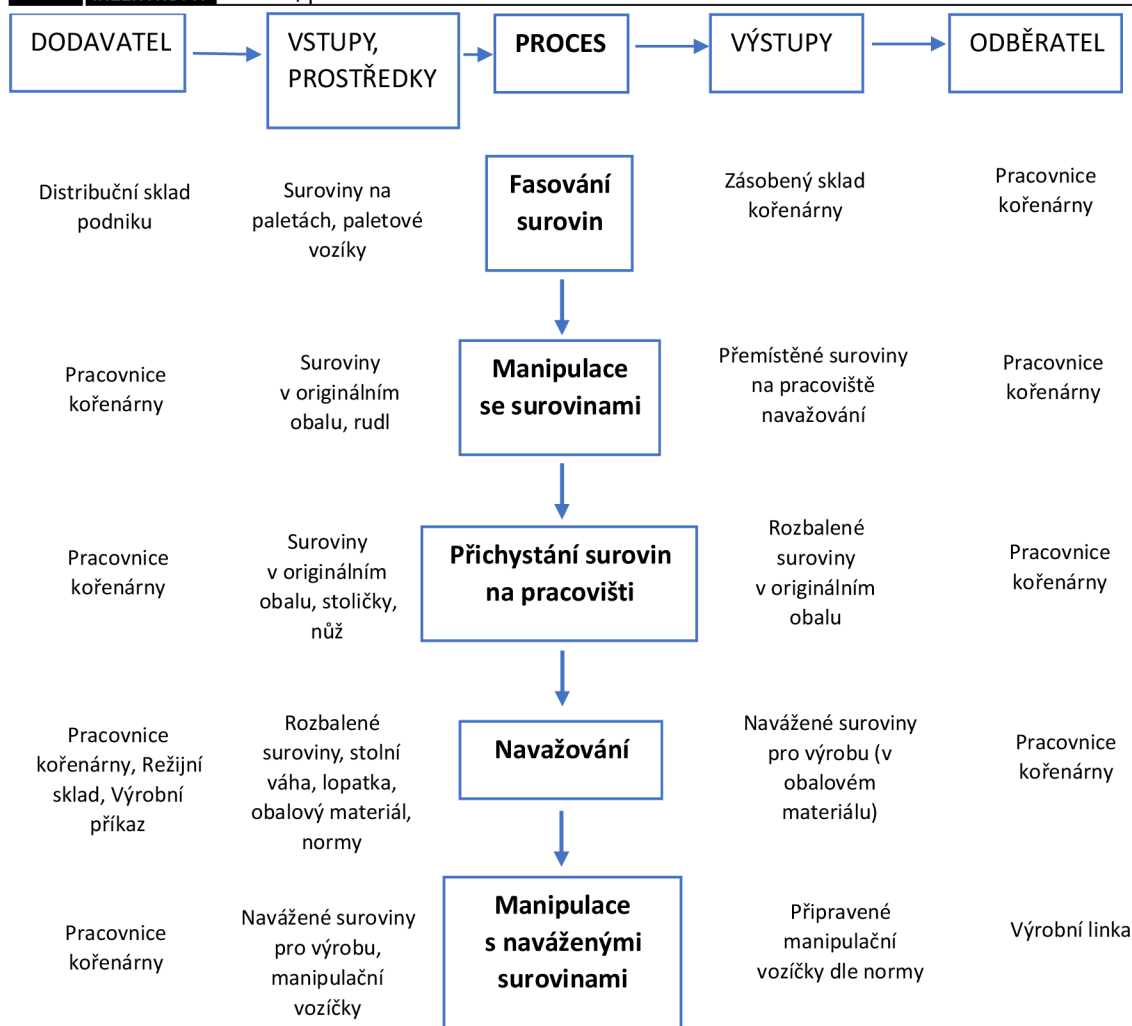 DODAVATEL
VSTUPY,
PROSTŘEDKY
PROCES
VÝSTUPY
ODBĚRATEL
Distribuční sklad
podniku
Suroviny na
paletách, paletové
vozíky
Fasování
surovin
Zásobený sklad
kořenárny
Pracovnice
kořenárny
Pracovnice
kořenárny
Suroviny
v originálním
obalu, rudl
Manipulace
se surovinami
Přemístěné suroviny
na pracoviště
navažování
Pracovnice
kořenárny
Pracovnice
kořenárny
Suroviny
v originálním
obalu, stoličky,
nůž
Přichystání surovin
na pracovišti
Rozbalené
suroviny
v originálním
obalu
Pracovnice
kořenárny
Pracovnice
kořenárny, Režijní
sklad, Výrobní
příkaz
Rozbalené
suroviny, stolní
váha, lopatka,
obalový materiál,
normy
Navažování
Navážené suroviny
pro výrobu (v
obalovém
materiálu)
Pracovnice
kořenárny
Pracovnice
kořenárny
Navážené suroviny
pro výrobu,
manipulační
vozíčky
Manipulace
s naváženými
surovinami
Připravené
manipulační
vozíčky dle normy
Výrobní linka